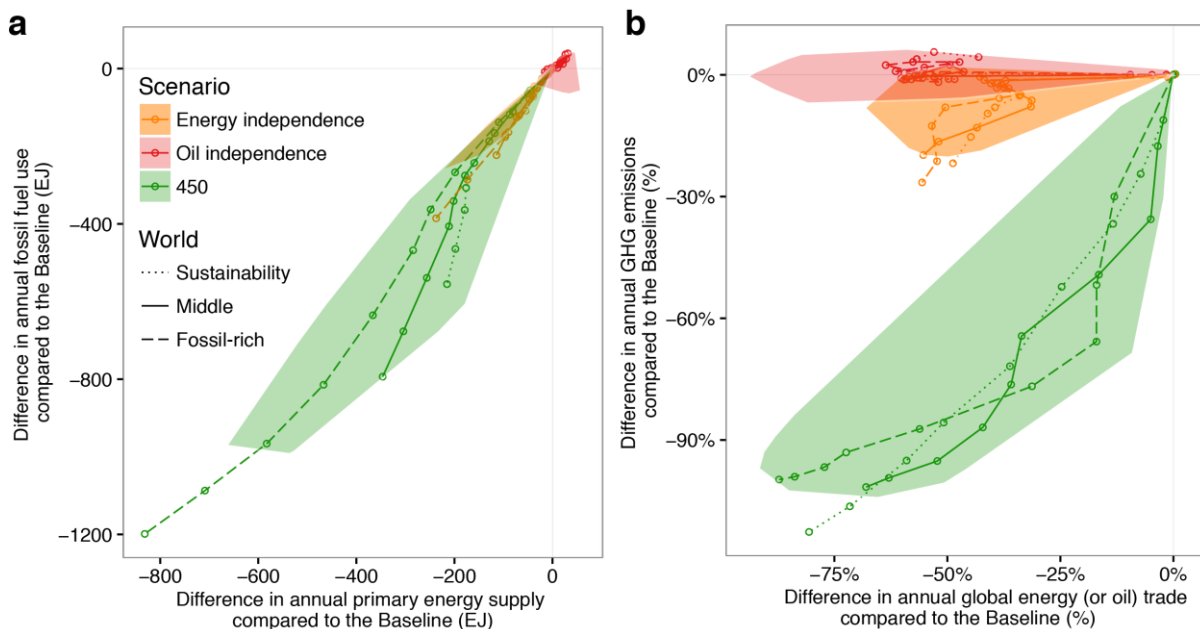 a
Difference in annual fossil fuel use
compared to the Baseline (EJ)
0
−400
−800
−1200
Scenario
Energy independence
Oil independence
450
World
Sustainability
Middle
Fossil−rich
−800
−600
−400
−200
0
Difference in annual primary energy supply
compared to the Baseline (EJ)
b
Difference in annual GHG emissions
compared to the Baseline (%)
0%
−30%
−60%
−90%
−75%
−50%
−25%
0%
Difference in annual global energy (or oil) trade
compared to the Baseline (%)